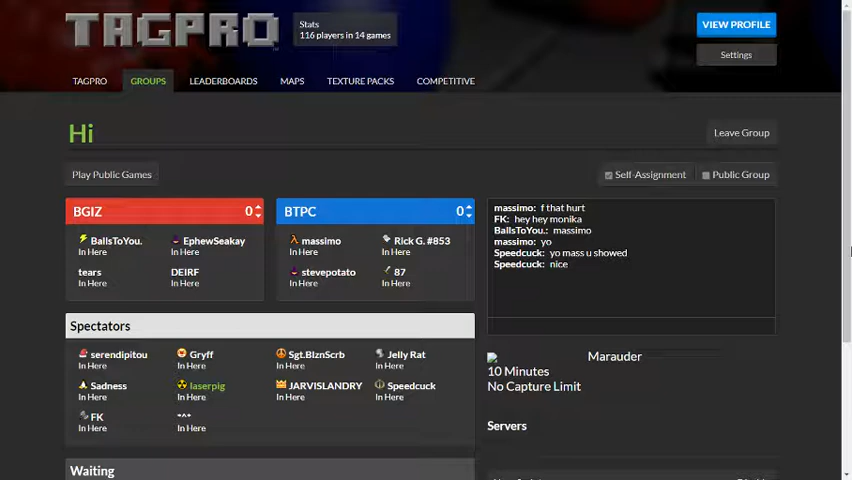 TAGPRO
Stats
116 players in 14 games
VIEW PROFILE
Settings
TAGPRO GROUPS LEADERBOARDS MAPS TEXTURE PACKS COMPETITIVE
Hi
Leave Group
Play Public Games
Self-Assignment
Public Group
BGIZ 0
BallsToYou.
In Here
EphewSeakay
In Here
tears
In Here
DEIRF
In Here
BTPC 0
massimo
In Here
Rick G. #853
In Here
stevepotato
In Here
87
In Here
massimo: f that hurt
FK: hey hey monika
BallsToYou.: massimo
massimo: yo
Speedcuck: yo mass u showed
Speedcuck: nice
Spectators
serendipitou
In Here
Gryff
In Here
Sgt.BlznScrb
In Here
Jelly Rat
In Here
Sadness
In Here
laserpig
In Here
JARVISLANDRY
In Here
Speedcuck
In Here
FK
In Here
*^*
In Here
Marauder
10 Minutes
No Capture Limit
Servers
Waiting